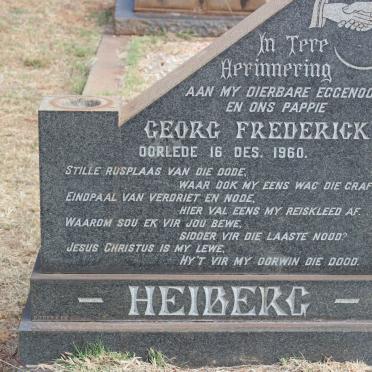 In Tere
Herinnering
AAN MY DIERBARE EGGENO
EN ONS PAPPIE
GEORG FREDERICK
OORLEDE 16 DES. 1960.
STILLE RUSPLAAS VAN DIE DODE,
WAAR OOK MY EENS WAG DIE GRAF
EINDPAAL VAN VERDRIET EN NODE,
HIER VAL EENS MY REISKLEED AF.
WAAROM SOU EK VIR JOU BEWE,
SIDDER VIR DIE LAASTE NOOD?
JESUS CHRISTUS IS MY LEWE,
HY'T VIR MY OORWIN DIE DOOD.
— HEIBERG —